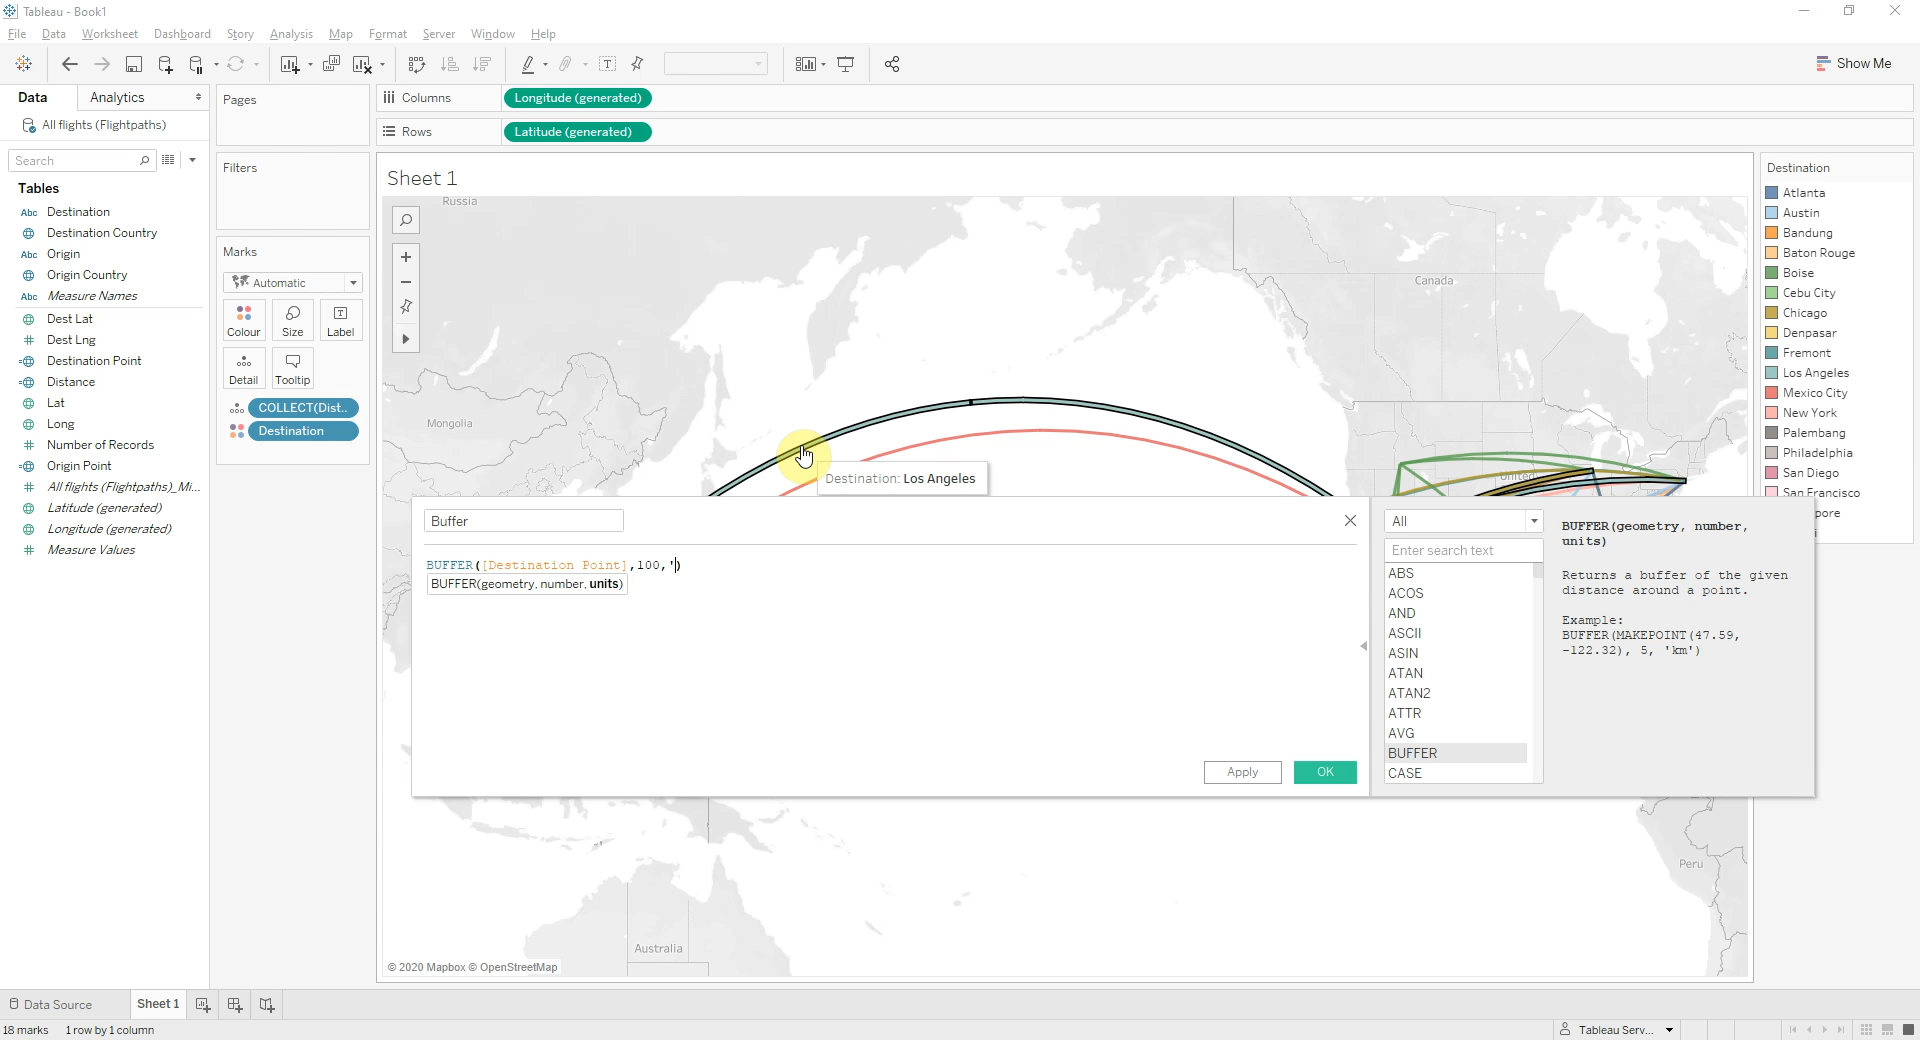 Tableau - Book1
File Data Worksheet Dashboard Story Analysis Map Format Server Window Help
Show Me
Data Analytics
All flights (Flightpaths)
Search
Tables
Abc Destination
Destination Country
Abc Origin
Origin Country
Abc Measure Names
Dest Lat
# Dest Lng
Destination Point
Distance
Lat
Long
# Number of Records
Origin Point
# All flights (Flightpaths)_Mi...
Latitude (generated)
Longitude (generated)
# Measure Values
Pages
Filters
Marks
Automatic
Colour Size Label
Detail Tooltip
COLLECT(Dist..
Destination
Columns Longitude (generated)
Rows Latitude (generated)
Sheet 1
Russia
Canada
Mongolia
United
Destination: Los Angeles
Destination
Atlanta
Austin
Bandung
Baton Rouge
Boise
Cebu City
Chicago
Denpasar
Fremont
Los Angeles
Mexico City
New York
Palembang
Philadelphia
San Diego
San Francisco
pore
Buffer
BUFFER([Destination Point],100,')
BUFFER(geometry, number, units)
Apply OK
All
Enter search text
ABS
ACOS
AND
ASCII
ASIN
ATAN
ATAN2
ATTR
AVG
BUFFER
CASE
BUFFER(geometry, number,
units)
Returns a buffer of the given
distance around a point.
Example:
BUFFER(MAKEPOINT(47.59,
-122.32), 5, 'km')
Peru
Australia
© 2020 Mapbox © OpenStreetMap
Data Source Sheet 1
18 marks 1 row by 1 column
Tableau Serv...